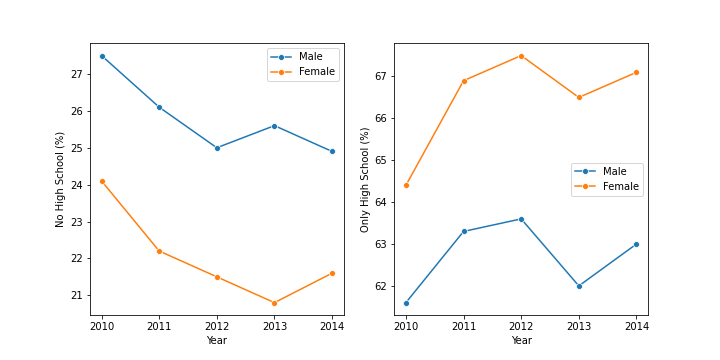 No High School (%)
27
26
25
24
23
22
21
2010 2011 2012 2013 2014
Year
Male
Female
Only High School (%)
67
66
65
64
63
62
2010 2011 2012 2013 2014
Year
Male
Female